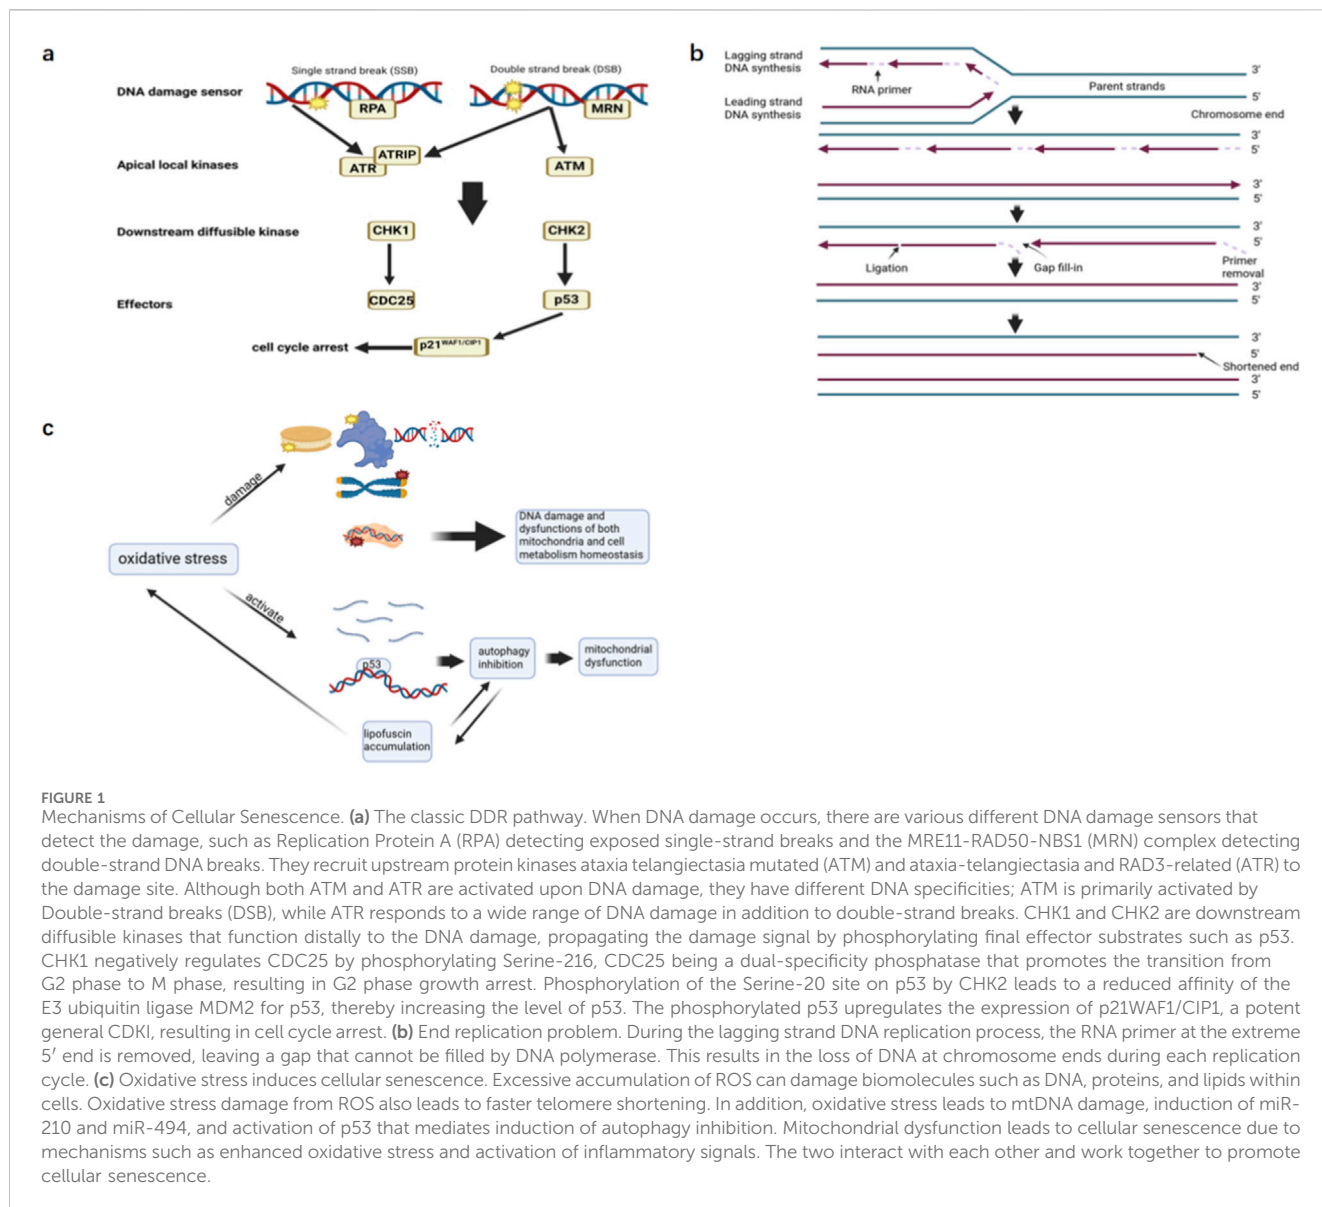 a
Single strand break (SSB)
Double strand break (DSB)
DNA damage sensor
RPA
MRN
Apical local kinases
ATRIP
ATR
ATM
Downstream diffusible kinase
CHK1
CHK2
Effectors
CDC25
p53
cell cycle arrest
p21WAF1/CIP1
b
Lagging strand
DNA synthesis
RNA primer
Leading strand
DNA synthesis
3'
Parent strands
5'
Chromosome end
3'
5'
3'
5'
3'
5'
Ligation
Gap fill-in
Primer
removal
3'
5'
3'
5'
Shortened end
3'
5'
c
damage
DNA damage and
dysfunctions of both
mitochondria and cell
metabolism homeostasis
oxidative stress
activate
p53
autophagy
inhibition
mitochondrial
dysfunction
lipofuscin
accumulation
FIGURE 1
Mechanisms of Cellular Senescence. (a) The classic DDR pathway. When DNA damage occurs, there are various different DNA damage sensors that
detect the damage, such as Replication Protein A (RPA) detecting exposed single-strand breaks and the MRE11-RAD50-NBS1 (MRN) complex detecting
double-strand DNA breaks. They recruit upstream protein kinases ataxia telangiectasia mutated (ATM) and ataxia-telangiectasia and RAD3-related (ATR) to
the damage site. Although both ATM and ATR are activated upon DNA damage, they have different DNA specificities; ATM is primarily activated by
Double-strand breaks (DSB), while ATR responds to a wide range of DNA damage in addition to double-strand breaks. CHK1 and CHK2 are downstream
diffusible kinases that function distally to the DNA damage, propagating the damage signal by phosphorylating final effector substrates such as p53.
CHK1 negatively regulates CDC25 by phosphorylating Serine-216, CDC25 being a dual-specificity phosphatase that promotes the transition from
G2 phase to M phase, resulting in G2 phase growth arrest. Phosphorylation of the Serine-20 site on p53 by CHK2 leads to a reduced affinity of the
E3 ubiquitin ligase MDM2 for p53, thereby increasing the level of p53. The phosphorylated p53 upregulates the expression of p21WAF1/CIP1, a potent
general CDKI, resulting in cell cycle arrest. (b) End replication problem. During the lagging strand DNA replication process, the RNA primer at the extreme
5′ end is removed, leaving a gap that cannot be filled by DNA polymerase. This results in the loss of DNA at chromosome ends during each replication
cycle. (c) Oxidative stress induces cellular senescence. Excessive accumulation of ROS can damage biomolecules such as DNA, proteins, and lipids within
cells. Oxidative stress damage from ROS also leads to faster telomere shortening. In addition, oxidative stress leads to mtDNA damage, induction of miR-
210 and miR-494, and activation of p53 that mediates induction of autophagy inhibition. Mitochondrial dysfunction leads to cellular senescence due to
mechanisms such as enhanced oxidative stress and activation of inflammatory signals. The two interact with each other and work together to promote
cellular senescence.